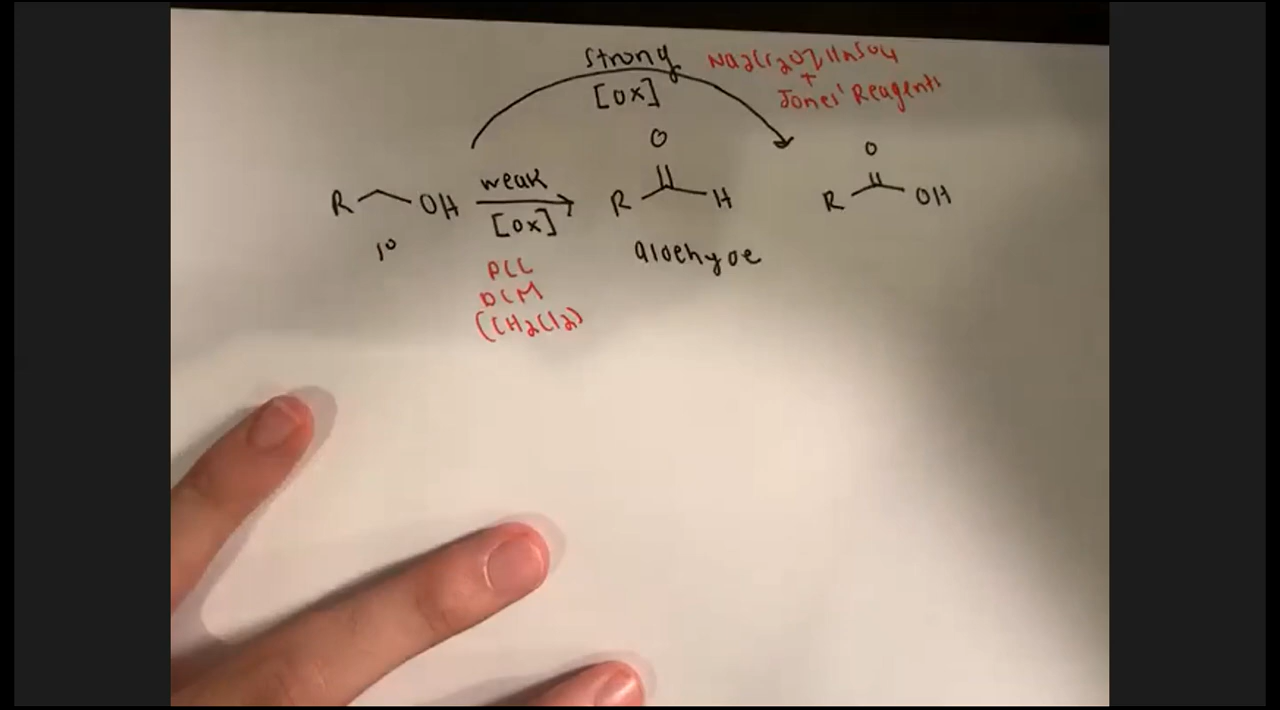 strong Na2Cr2O7, H2SO4
+
[OX] Jones' Reagents
O
O
R OH weak R H R OH
[OX]
1° aldehyde
PCC
DCM
(CH2Cl2)